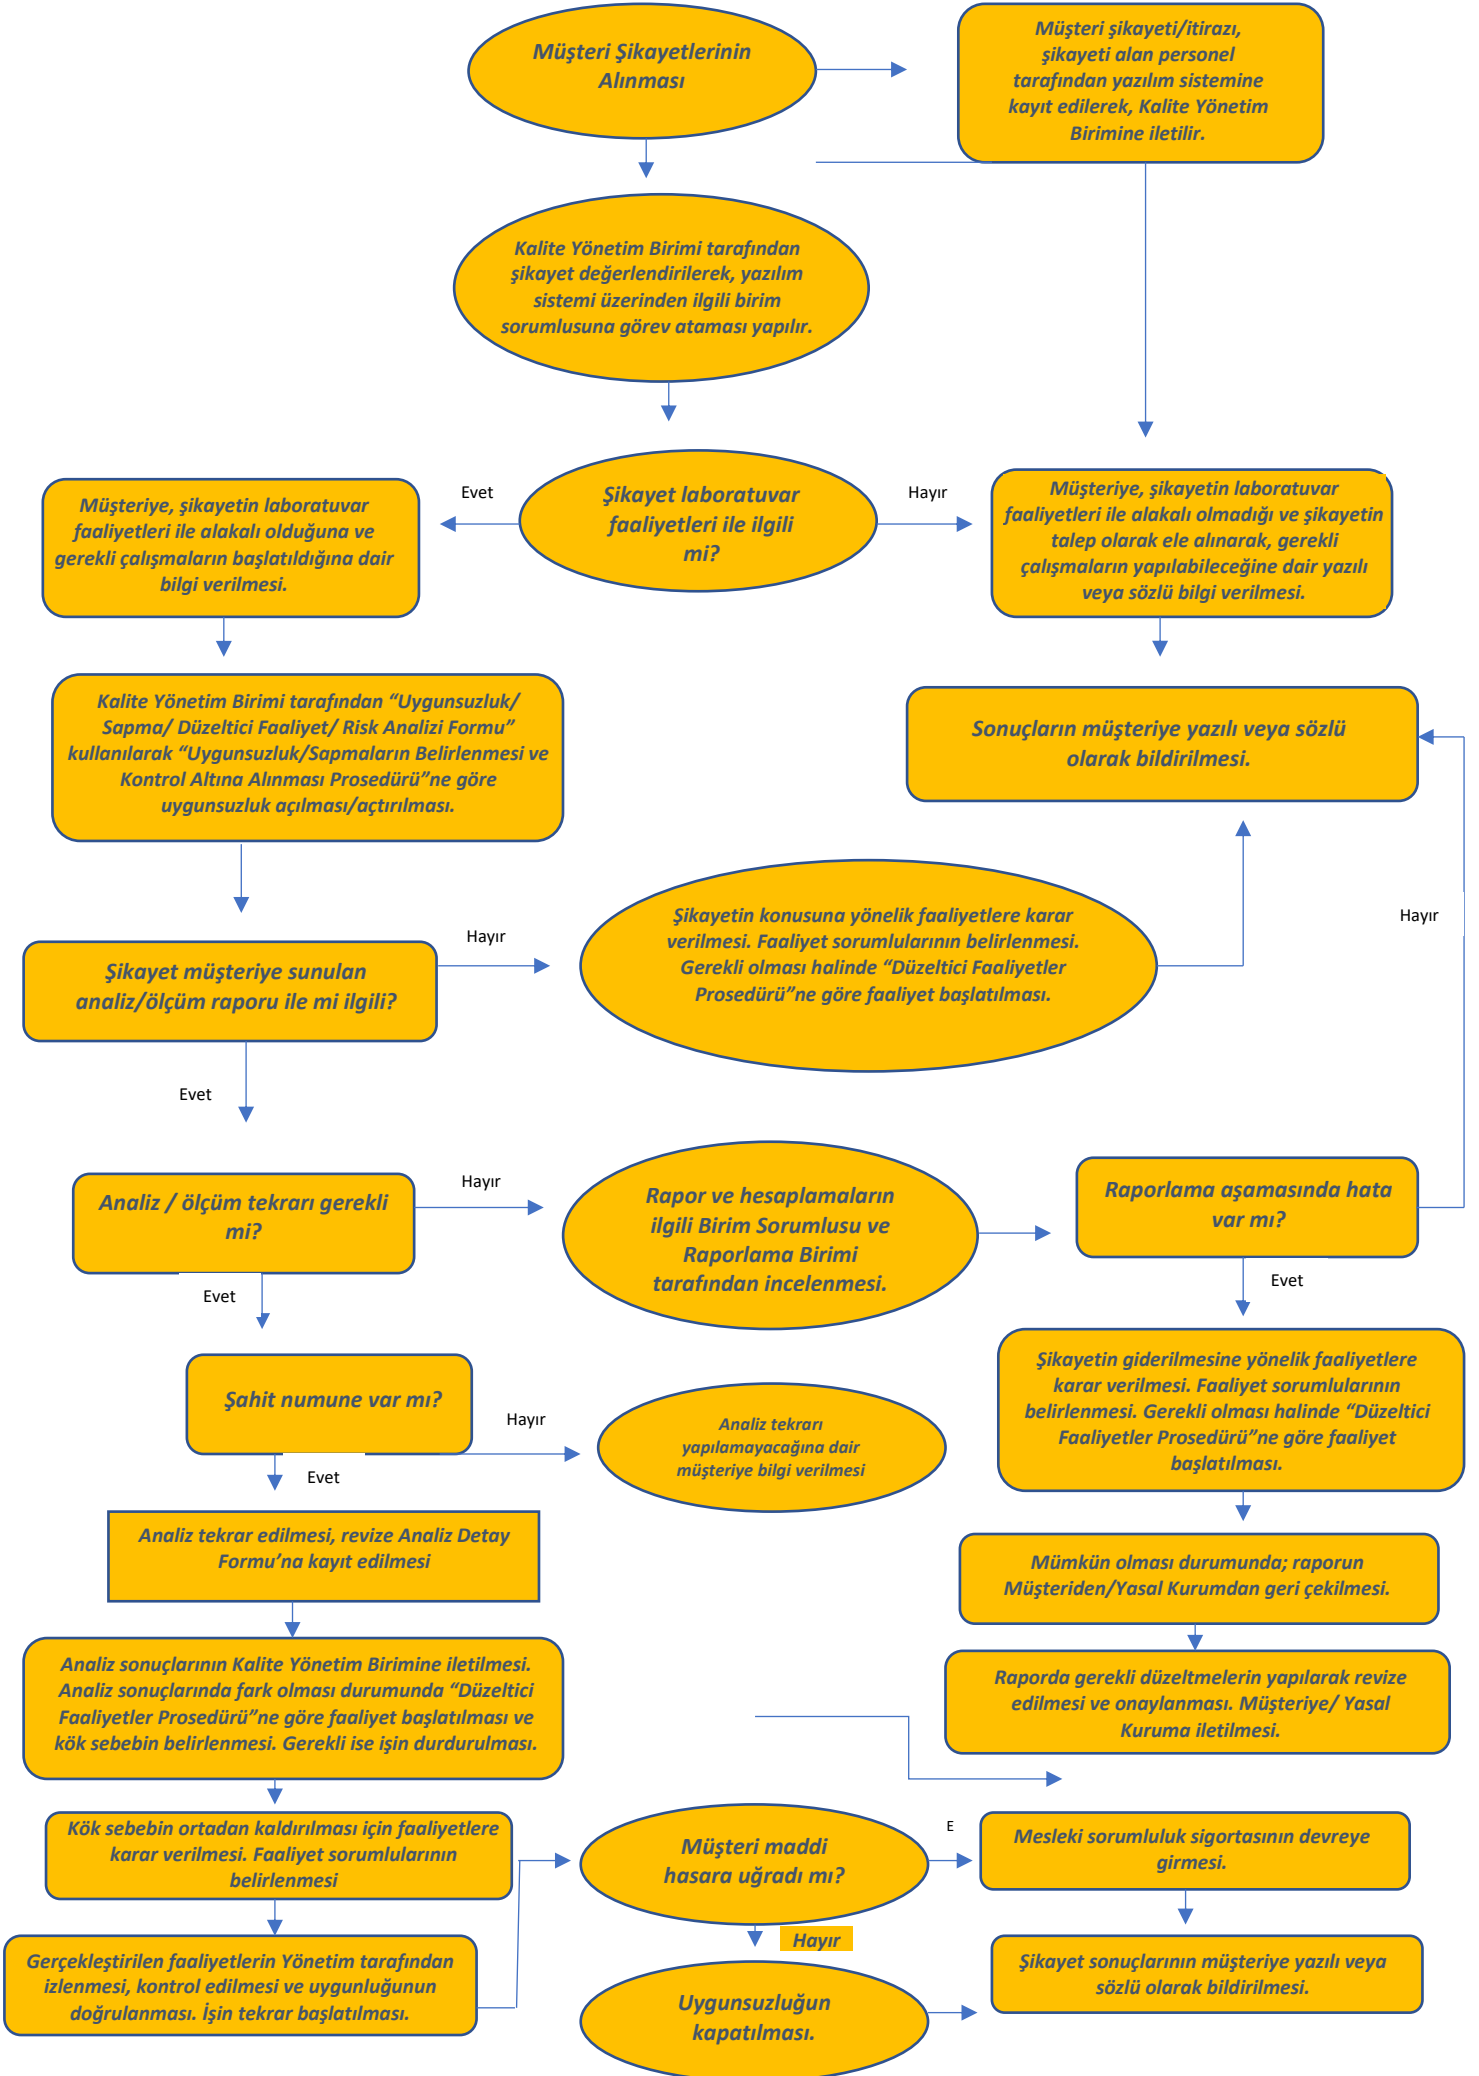 Müşteri Şikayetlerinin
Alınması
Müşteri şikayeti/itirazı,
şikayeti alan personel
tarafından yazılım sistemine
kayıt edilerek, Kalite Yönetim
Birimine iletilir.
Kalite Yönetim Birimi tarafından
şikayet değerlendirilerek, yazılım
sistemi üzerinden ilgili birim
sorumlusuna görev ataması yapılır.
Şikayet laboratuvar
faaliyetleri ile ilgili
mi?
Evet
Hayır
Müşteriye, şikayetin laboratuvar
faaliyetleri ile alakalı olduğuna ve
gerekli çalışmaların başlatıldığına dair
bilgi verilmesi.
Müşteriye, şikayetin laboratuvar
faaliyetleri ile alakalı olmadığı ve şikayetin
talep olarak ele alınarak, gerekli
çalışmaların yapılabileceğine dair yazılı
veya sözlü bilgi verilmesi.
Kalite Yönetim Birimi tarafından “Uygunsuzluk/
Sapma/ Düzeltici Faaliyet/ Risk Analizi Formu”
kullanılarak “Uygunsuzluk/Sapmaların Belirlenmesi ve
Kontrol Altına Alınması Prosedürü”ne göre
uygunsuzluk açılması/açtırılması.
Sonuçların müşteriye yazılı veya sözlü
olarak bildirilmesi.
Şikayet müşteriye sunulan
analiz/ölçüm raporu ile mi ilgili?
Hayır
Şikayetin konusuna yönelik faaliyetlere karar
verilmesi. Faaliyet sorumlularının belirlenmesi.
Gerekli olması halinde “Düzeltici Faaliyetler
Prosedürü”ne göre faaliyet başlatılması.
Hayır
Evet
Analiz / ölçüm tekrarı gerekli
mi?
Hayır
Rapor ve hesaplamaların
ilgili Birim Sorumlusu ve
Raporlama Birimi
tarafından incelenmesi.
Raporlama aşamasında hata
var mı?
Evet
Evet
Şahit numune var mı?
Hayır
Analiz tekrarı
yapılamayacağına dair
müşteriye bilgi verilmesi
Şikayetin giderilmesine yönelik faaliyetlere
karar verilmesi. Faaliyet sorumlularının
belirlenmesi. Gerekli olması halinde “Düzeltici
Faaliyetler Prosedürü”ne göre faaliyet
başlatılması.
Evet
Analiz tekrar edilmesi, revize Analiz Detay
Formu’na kayıt edilmesi
Mümkün olması durumunda; raporun
Müşteriden/Yasal Kurumdan geri çekilmesi.
Analiz sonuçlarının Kalite Yönetim Birimine iletilmesi.
Analiz sonuçlarında fark olması durumunda “Düzeltici
Faaliyetler Prosedürü”ne göre faaliyet başlatılması ve
kök sebebin belirlenmesi. Gerekli ise işin durdurulması.
Raporda gerekli düzeltmelerin yapılarak revize
edilmesi ve onaylanması. Müşteriye/ Yasal
Kuruma iletilmesi.
Kök sebebin ortadan kaldırılması için faaliyetlere
karar verilmesi. Faaliyet sorumlularının
belirlenmesi
Müşteri maddi
hasara uğradı mı?
E
Mesleki sorumluluk sigortasının devreye
girmesi.
Hayır
Gerçekleştirilen faaliyetlerin Yönetim tarafından
izlenmesi, kontrol edilmesi ve uygunluğunun
doğrulanması. İşin tekrar başlatılması.
Uygunsuzluğun
kapatılması.
Şikayet sonuçlarının müşteriye yazılı veya
sözlü olarak bildirilmesi.